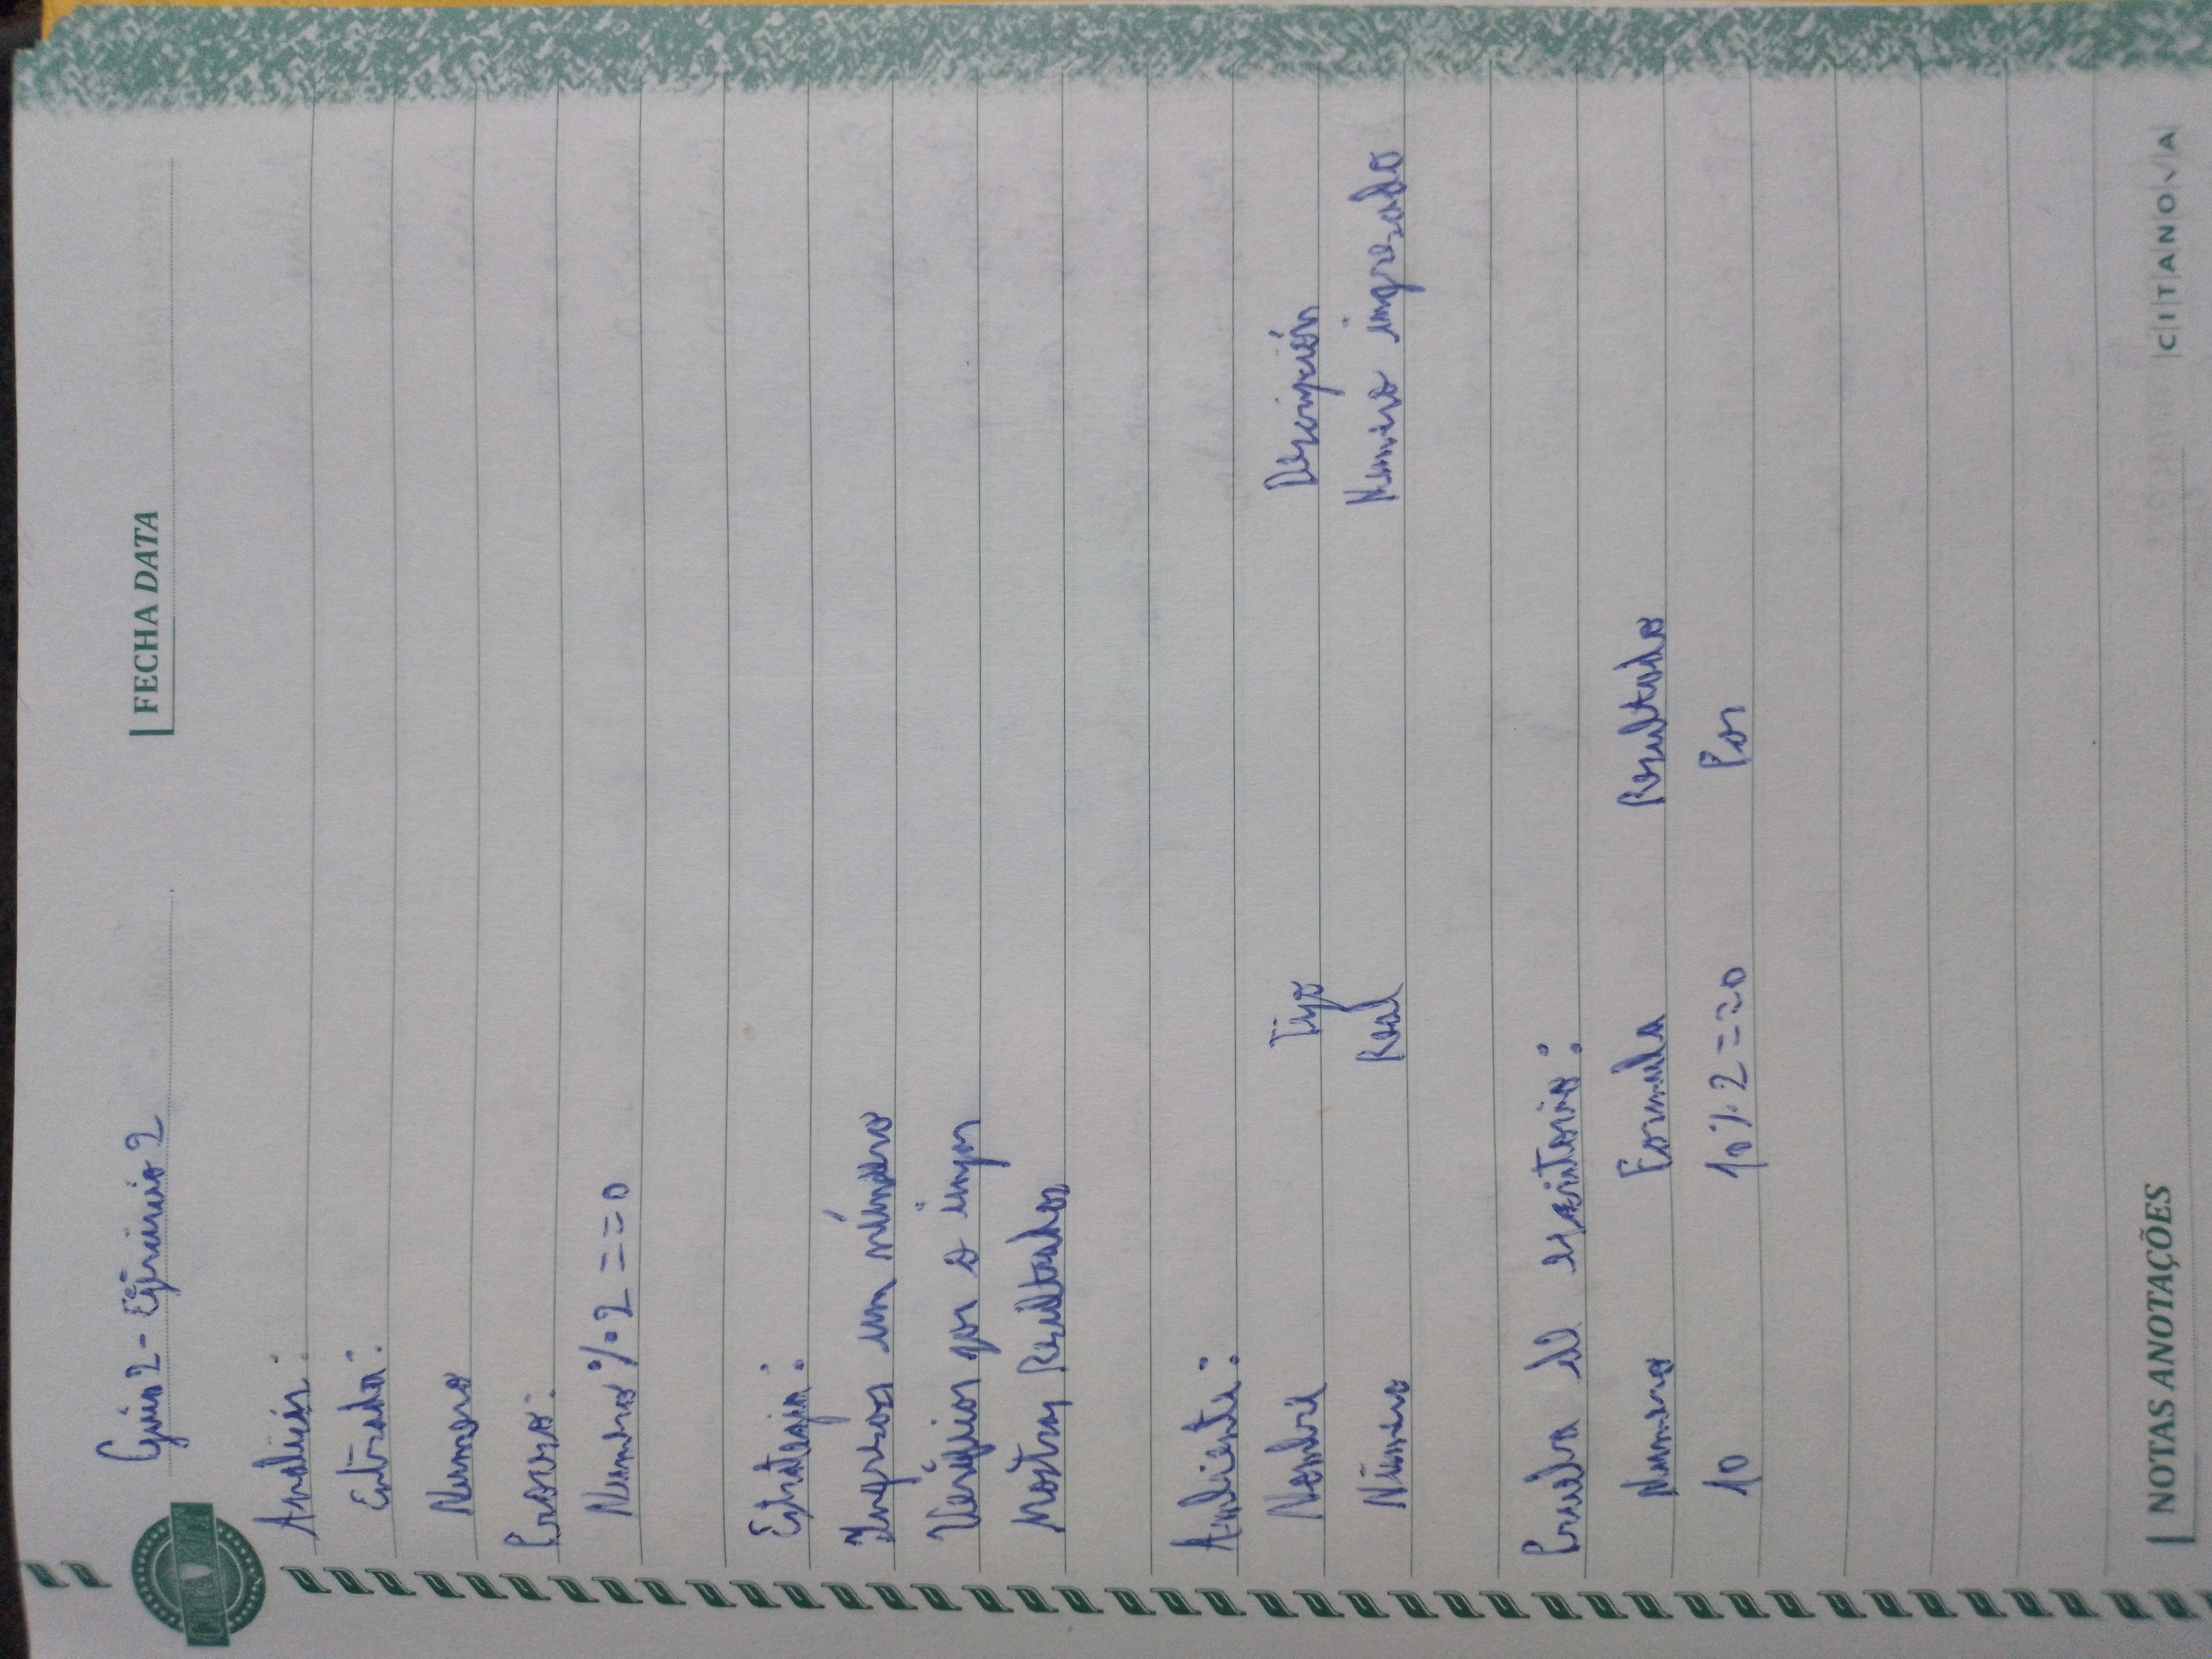 Guia 2 - Ejercicio 2
FECHA DATA
Analisis:
Entrada:
Numero
Proceso:
Numero % 2 == 0
Estrategia:
Ingresar un número
Verificar par o impar
Mostrar Resultados
Ambiente:
Nombre Tipo Descripción
Número Real Numero ingresado
Prueba de escritorio:
Numero Formula Resultado
10 10 % 2 == 0 Par
NOTAS ANOTAÇÕES
CITANOVA